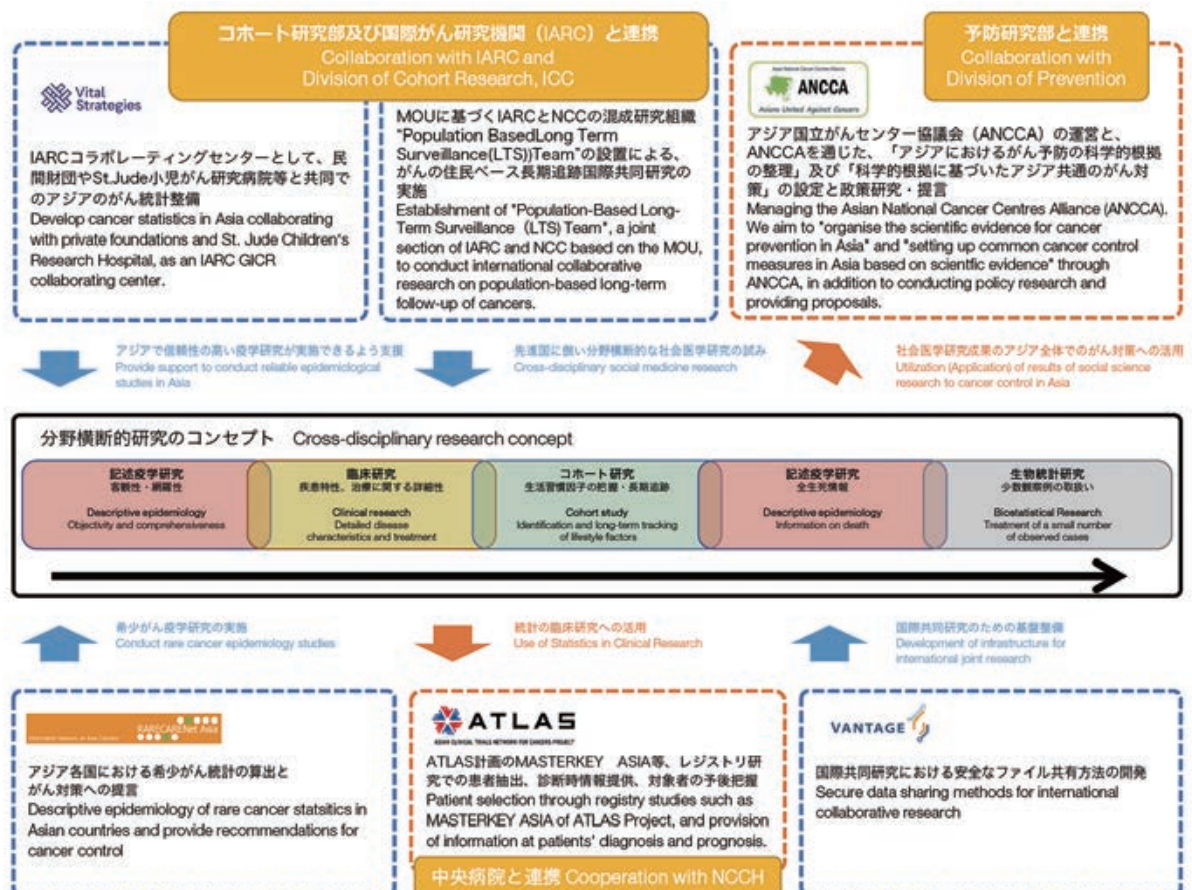 コホート研究部及び国際がん研究機関（IARC）と連携
Collaboration with IARC and
Division of Cohort Research, ICC
予防研究部と連携
Collaboration with
Division of Prevention
Vital
Strategies
IARCコラボレーティングセンターとして、民
間財団やSt.Jude小児がん研究病院等と共同で
のアジアのがん統計整備
Develop cancer statistics in Asia collaborating
with private foundations and St. Jude Children's
Research Hospital, as an IARC GICR
collaborating center.
MOUに基づくIARCとNCCの混成研究組織
"Population BasedLong Term
Surveillance(LTS))Team"の設置による、
がんの住民ベース長期追跡国際共同研究の
実施
Establishment of "Population-Based Long-
Term Surveillance（LTS) Team", a joint
section of IARC and NCC based on the MOU,
to conduct international collaborative
research on population-based long-term
follow-up of cancers.
ANCCA
Asians United Against Cancers
アジア国立がんセンター協議会（ANCCA）の運営と、
ANCCAを通じた、「アジアにおけるがん予防の科学的根拠
の整理」及び「科学的根拠に基づいたアジア共通のがん対
策」の設定と政策研究・提言
Managing the Asian National Cancer Centres Alliance (ANCCA).
We aim to "organise the scientific evidence for cancer
prevention in Asia" and "setting up common cancer control
measures in Asia based on scientfic evidence" through
ANCCA, in addition to conducting policy research and
providing proposals.
アジアで信頼性の高い疫学研究が実施できるよう支援
Provide support to conduct reliable epidemiological
studies in Asia
先進国に倣い分野横断的な社会医学研究の試み
Cross-disciplinary social medicine research
社会医学研究成果のアジア全体でのがん対策への活用
Utilization (Application) of results of social science
research to cancer control in Asia
分野横断的研究のコンセプト Cross-disciplinary research concept
記述疫学研究
客観性・網羅性
Descriptive epidemiology
Objectivity and comprehensiveness
臨床研究
疾患特性、治療に関する詳細性
Clinical research
Detailed disease
characteristics and treatment
コホート研究
生活習慣因子の把握・長期追跡
Cohort study
Identification and long-term tracking
of lifestyle factors
記述疫学研究
全生死情報
Descriptive epidemiology
Information on death
生物統計研究
少数観察例の取扱い
Biostatistical Research
Treatment of a small number
of observed cases
希少がん疫学研究の実施
Conduct rare cancer epidemiology studies
統計の臨床研究への活用
Use of Statistics in Clinical Research
国際共同研究のための基盤整備
Development of infrastructure for
international joint research
RARECARENet Asia
アジア各国における希少がん統計の算出と
がん対策への提言
Descriptive epidemiology of rare cancer statsitics in
Asian countries and provide recommendations for
cancer control
ATLAS
ASIAN CLINICAL TRIALS NETWORK FOR CANCERS PROJECT
ATLAS計画のMASTERKEY ASIA等、レジストリ研
究での患者抽出、診断時情報提供、対象者の予後把握
Patient selection through registry studies such as
MASTERKEY ASIA of ATLAS Project, and provision
of information at patients' diagnosis and prognosis.
中央病院と連携 Cooperation with NCCH
VANTAGE
国際共同研究における安全なファイル共有方法の開発
Secure data sharing methods for international
collaborative research